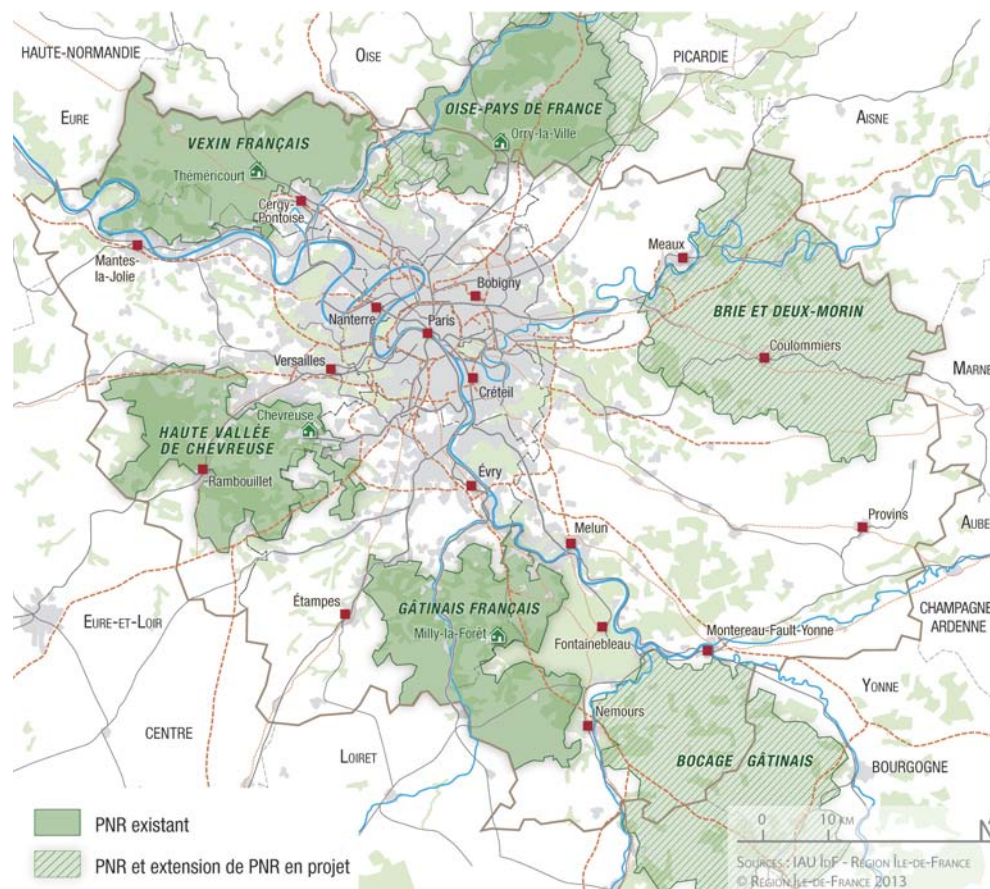 HAUTE-NORMANDIE
OISE
PICARDIE
EURE
AISNE
OISE-PAYS DE FRANCE
Orry-la-Ville
VEXIN FRANÇAIS
Théméricourt
Cergy-
Pontoise
Mantes-
la-Jolie
Meaux
Bobigny
Nanterre
Paris
BRIE ET DEUX-MORIN
Coulommiers
Versailles
Créteil
MARNE
Chevreuse
HAUTE VALLÉE
DE CHEVREUSE
Rambouillet
Évry
Provins
AUBE
Melun
Étampes
GÂTINAIS FRANÇAIS
Milly-la-Forêt
Fontainebleau
Montereau-Fault-Yonne
CHAMPAGNE
ARDENNE
EURE-ET-LOIR
YONNE
CENTRE
Nemours
LOIRET
BOCAGE GÂTINAIS
BOURGOGNE
PNR existant
PNR et extension de PNR en projet
0 10 KM
N
SOURCES : IAU IDF - RÉGION ÎLE-DE-FRANCE
© RÉGION ÎLE-DE-FRANCE 2013